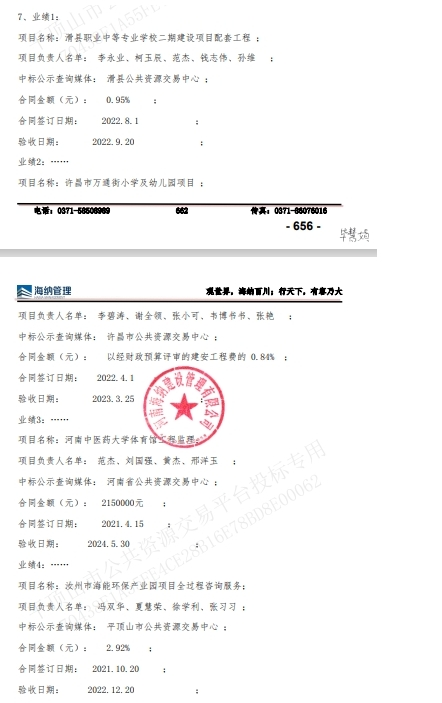 7、业绩1:
项目名称: 滑县职业中等专业学校二期建设项目配套工程 ;
项目负责人名单: 李永业、柯玉辰、范杰、钱志伟、孙维 ;
中标公示查询媒体: 滑县公共资源交易中心 ;
合同金额（元）: 0.95% ;
合同签订日期: 2022.8.1 ;
验收日期: 2022.9.20 ;
业绩2: ……
项目名称: 许昌市万通街小学及幼儿园项目 ;
电话: 0371-58508989 662 传真: 0371-86076016
- 656 -
海纳管理 观世界，海纳百川; 行天下，有容乃大
项目负责人名单: 李碧涛、谢全领、张小可、韦博书书、张艳 ;
中标公示查询媒体: 许昌市公共资源交易中心 ;
合同金额（元）: 以经财政预算评审的建安工程费的 0.84% ;
合同签订日期: 2022.4.1
验收日期: 2023.3.25 ;
河南海纳建设管理有限公司
业绩3: ……
项目名称: 河南中医药大学体育馆工程监理;
项目负责人名单: 范杰、刘国强、黄杰、邢洋玉 ;
中标公示查询媒体: 河南省公共资源交易中心 ;
合同金额（元）: 2150000元 ;
合同签订日期: 2021.4.15 ;
验收日期: 2024.5.30 ;
业绩4: ……
项目名称: 汝州市海能环保产业园项目全过程咨询服务;
项目负责人名单: 冯双华、夏慧荣、徐学利、张习习 ;
中标公示查询媒体: 平顶山市公共资源交易中心 ;
合同金额（元）: 2.92% ;
合同签订日期: 2021.10.20 ;
验收日期: 2022.12.20 ;